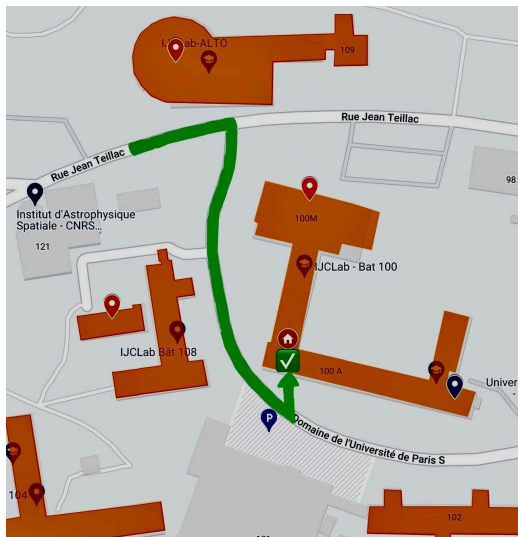 IJCLab-ALTO
109
Rue Jean Teillac
Rue Jean Teillac
98
Institut d'Astrophysique
Spatiale - CNRS...
121
100M
IJCLab - Bat 100
IJCLab Bât 108
100 A
Univer
-
P
Domaine de l'Université de Paris S
104
102